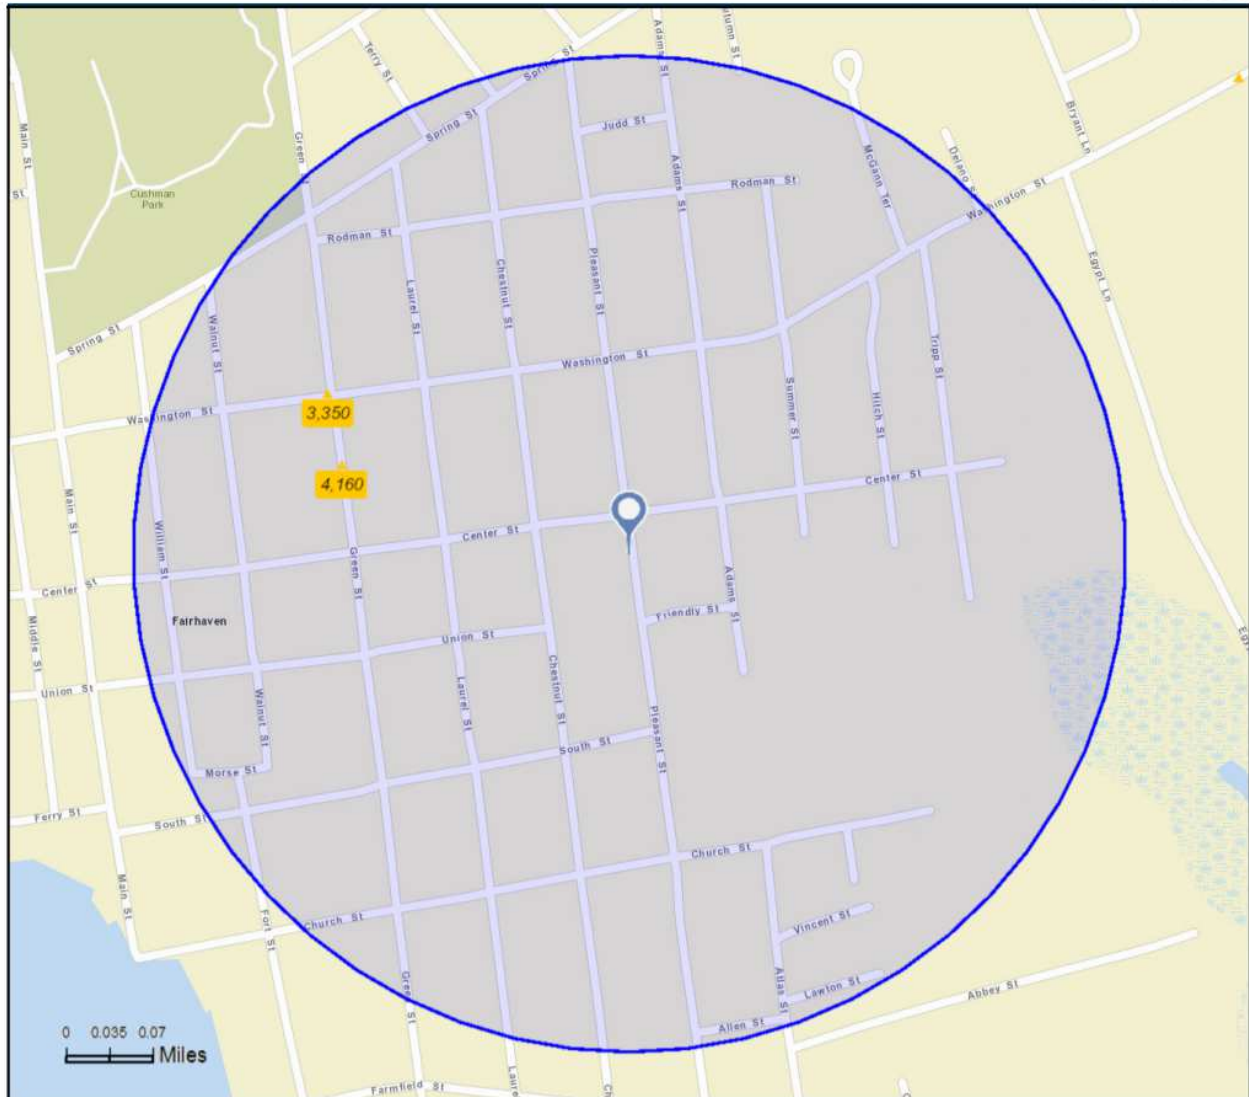 Spring St
Adams St
utumn St
Terry St
Main St
Green
Spring St
Judd St
Bryant Ln
St
Cushman
Park
Adams St
McGann Ter
Delano S
Rodman St
Washington St
Rodman St
Laurel St
Chestnut St
Pleasant St
Egypt Ln
Spring St
Walnut St
Washington St
Tripp St
Summer St
Hitch St
Washington St
3,350
4,160
Main St
Center St
Center St
William St
Green St
Center St
Middle St
Fairhaven
Adams St
Friendly St
Union St
Egy
Union St
Walnut St
Laurel St
Chestnut St
Pleasant St
South St
Morse St
Ferry St
South St
Church St
Main St
Church St
Fort St
Vincent St
Green St
Atlas St
Lawton St
Abbey St
Allen St
0 0.035 0.07
Miles
Farmfield St
Laure
Ch